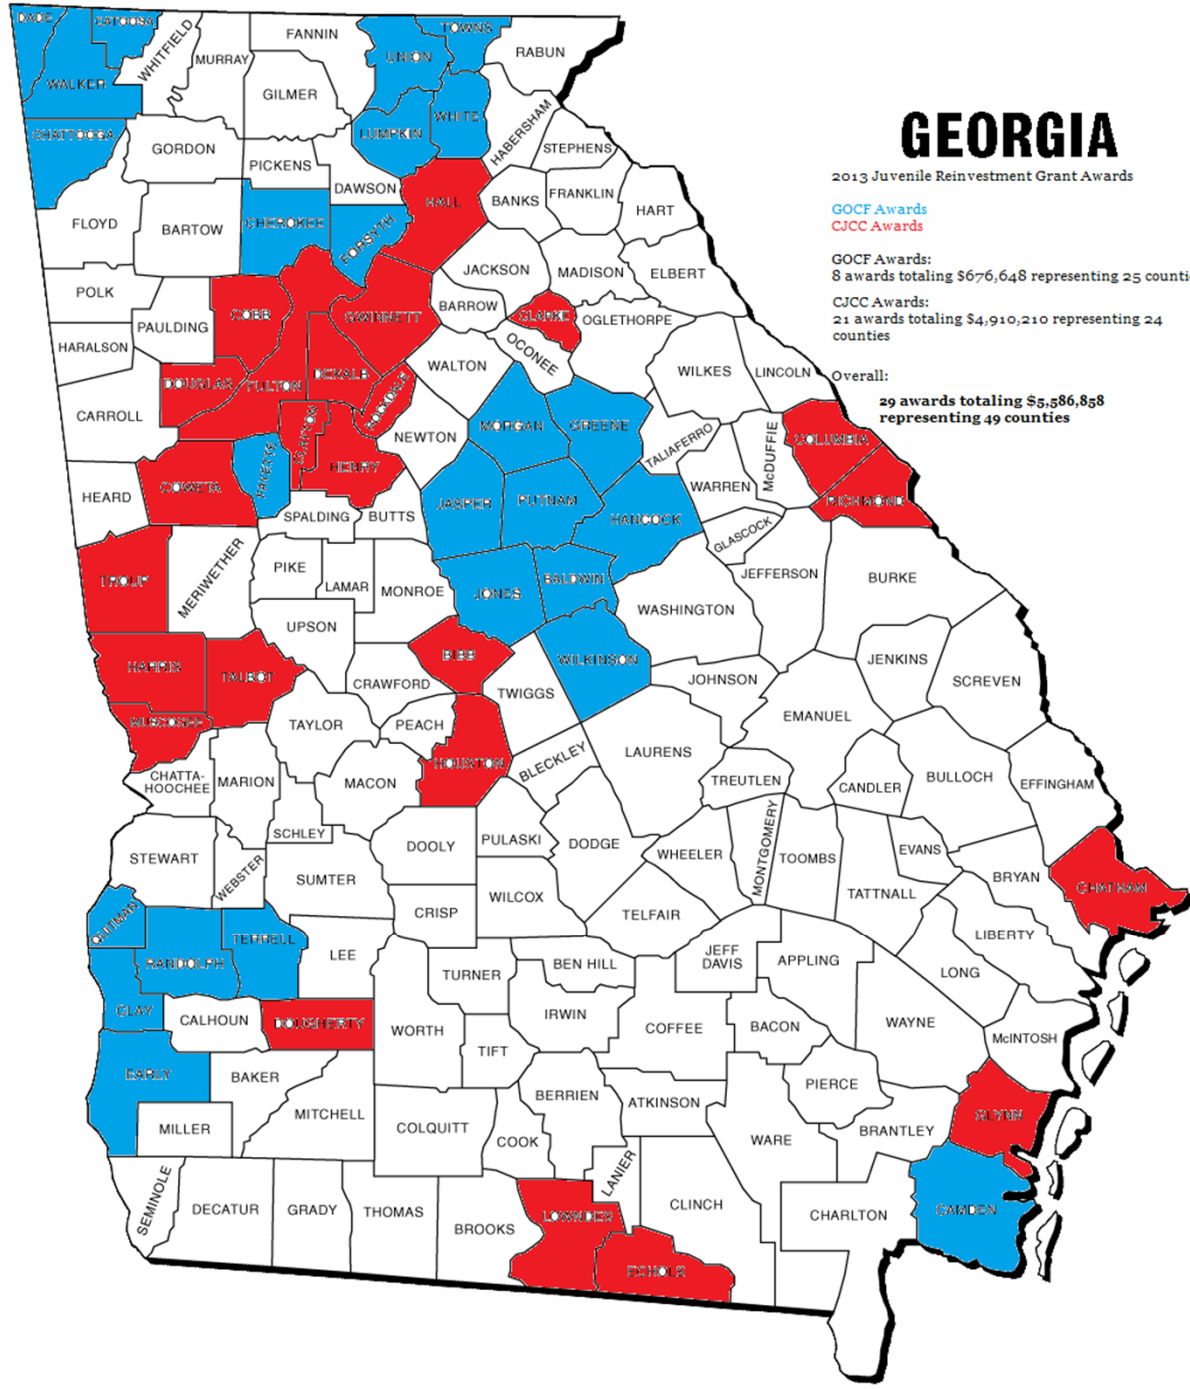 GEORGIA
2013 Juvenile Reinvestment Grant Awards
GOCF Awards
CJCC Awards
GOCF Awards:
8 awards totaling $676,648 representing 25 counti
CJCC Awards:
21 awards totaling $4,910,210 representing 24
counties
Overall:
29 awards totaling $5,586,858
representing 49 counties
DADE
CATOOSA
WHITFIELD
MURRAY
FANNIN
UNION
TOWNS
RABUN
WALKER
GILMER
CHATTOOGA
GORDON
PICKENS
LUMPKIN
WHITE
HABERSHAM
STEPHENS
DAWSON
HALL
BANKS
FRANKLIN
HART
FLOYD
BARTOW
CHEROKEE
FORSYTH
JACKSON
MADISON
ELBERT
POLK
PAULDING
COBB
GWINNETT
BARROW
CLARKE
OGLETHORPE
HARALSON
OCONEE
WALTON
WILKES
LINCOLN
DOUGLAS
FULTON
DEKALB
ROCKDALE
CARROLL
CLAYTON
NEWTON
MORGAN
GREENE
TALIAFERRO
McDUFFIE
COLUMBIA
HEARD
COWETA
FAYETTE
HENRY
SPALDING
BUTTS
JASPER
PUTNAM
HANCOCK
WARREN
RICHMOND
GLASCOCK
TROUP
MERIWETHER
PIKE
LAMAR
MONROE
JONES
BALDWIN
WASHINGTON
JEFFERSON
BURKE
UPSON
HARRIS
TALBOT
CRAWFORD
BIBB
TWIGGS
WILKINSON
JOHNSON
JENKINS
SCREVEN
MUSCOGEE
TAYLOR
PEACH
HOUSTON
BLECKLEY
LAURENS
EMANUEL
CHATTA-
HOOCHEE
MARION
MACON
TREUTLEN
CANDLER
BULLOCH
EFFINGHAM
SCHLEY
DOOLY
PULASKI
DODGE
WHEELER
MONTGOMERY
TOOMBS
EVANS
STEWART
WEBSTER
SUMTER
CRISP
WILCOX
TELFAIR
TATTNALL
BRYAN
CHATHAM
QUITMAN
RANDOLPH
TERRELL
LEE
TURNER
BEN HILL
JEFF
DAVIS
APPLING
LIBERTY
LONG
CLAY
CALHOUN
DOUGHERTY
WORTH
TIFT
IRWIN
COFFEE
BACON
WAYNE
McINTOSH
EARLY
BAKER
MITCHELL
BERRIEN
ATKINSON
PIERCE
GLYNN
MILLER
COLQUITT
COOK
WARE
BRANTLEY
SEMINOLE
DECATUR
GRADY
THOMAS
BROOKS
LOWNDES
LANIER
CLINCH
CHARLTON
CAMDEN
ECHOLS